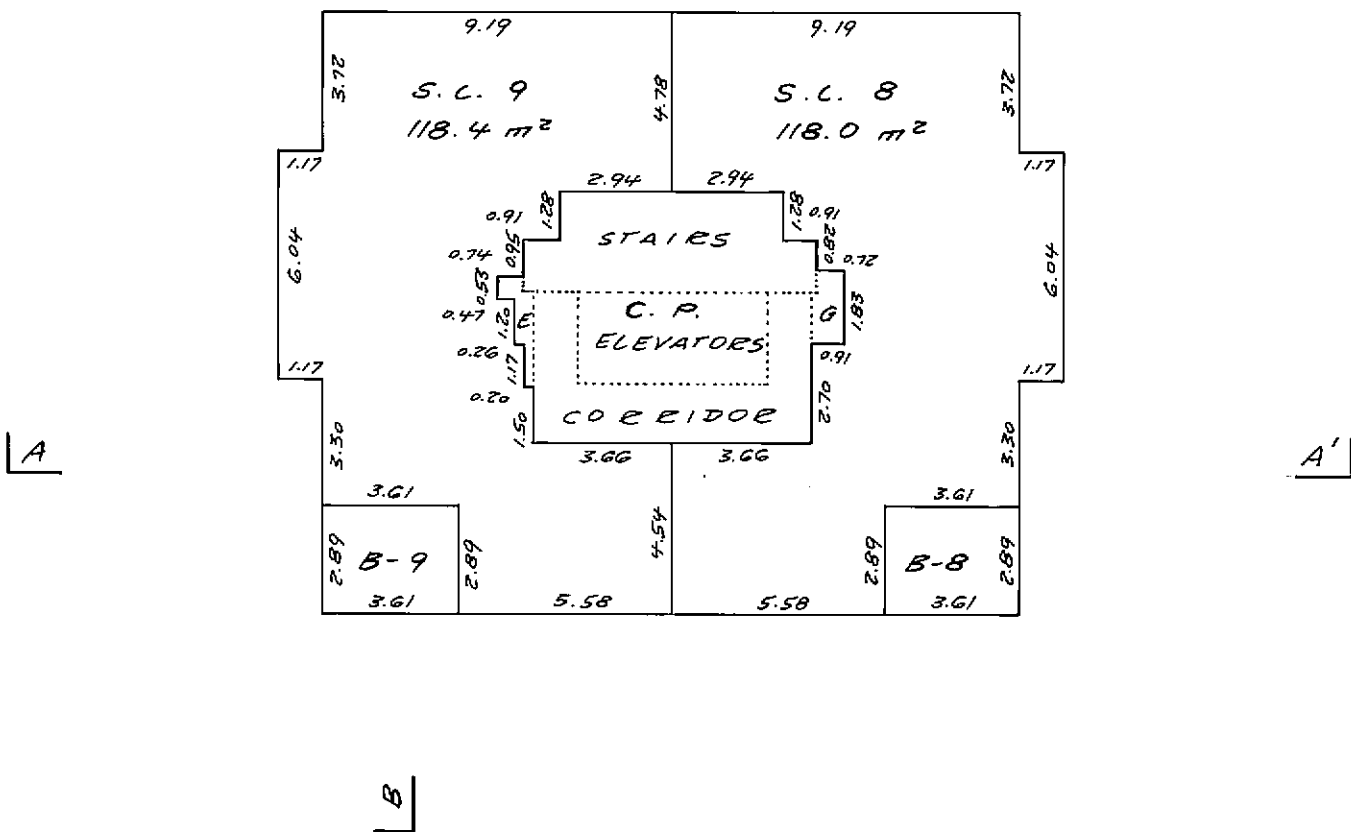 9.19 9.19
3.72 4.78 3.72
S.C. 9 S.C. 8
118.4 m² 118.0 m²
1.17 1.17
2.94 2.94
0.91 1.28 1.28 0.91
STAIRS
0.74 0.95 0.82 0.72
6.04 0.53 6.04
0.47 1.20 E C. P. G 1.83
ELEVATORS
0.26 1.17 0.91
1.17 1.17
0.20 2.70
CORRIDOR
1.50
3.66 3.66
A 3.30 3.30 A'
3.61 3.61
4.54
2.89 B-9 2.89 2.89 B-8 2.89
3.61 5.58 5.58 3.61
B